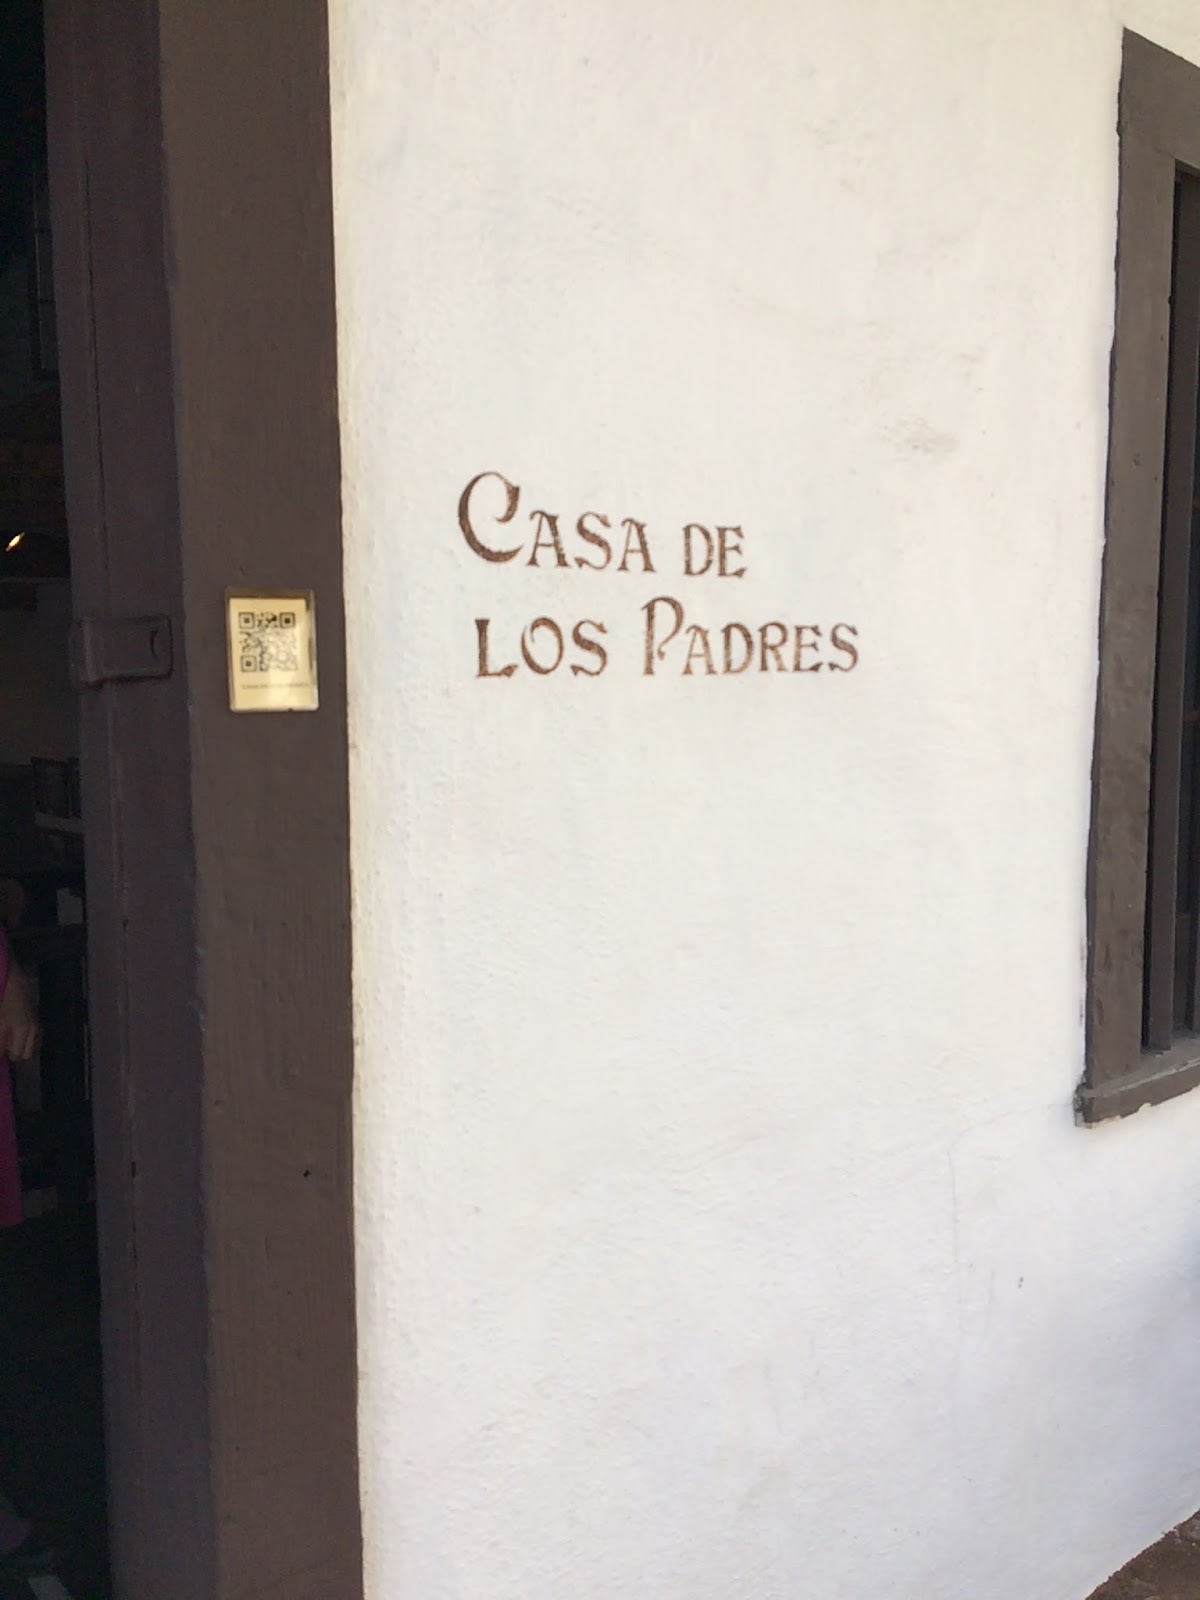 Casa de
los Padres